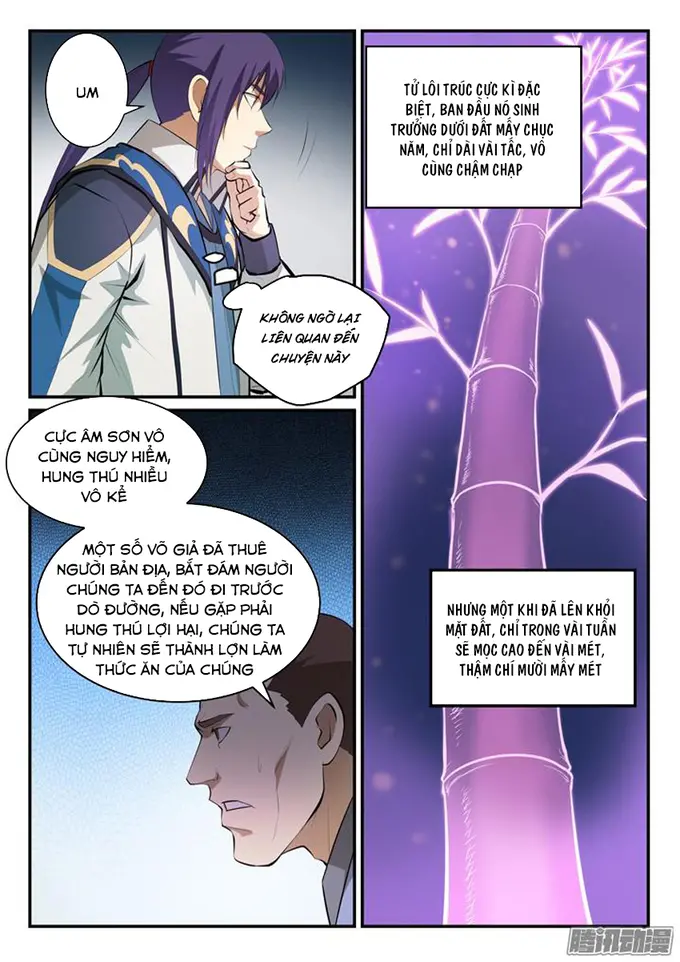 UM
KHÔNG NGỜ LẠI
LIÊN QUAN ĐẾN
CHUYỆN NÀY
TỬ LÔI TRÚC CỰC KÌ ĐẶC
BIỆT, BAN ĐẦU NÓ SINH
TRƯỞNG DƯỚI ĐẤT MẤY CHỤC
NĂM, CHỈ DÀI VÀI TẤC, VÔ
CÙNG CHẬM CHẠP
NHƯNG MỘT KHI ĐÃ LÊN KHỎI
MẶT ĐẤT, CHỈ TRONG VÀI TUẦN
SẼ MỌC CAO ĐẾN VÀI MÉT,
THẬM CHÍ MƯỜI MẤY MÉT
CỰC ÂM SƠN VÔ
CÙNG NGUY HIỂM,
HUNG THÚ NHIỀU
VÔ KỂ
MỘT SỐ VÕ GIẢ ĐÃ THUÊ
NGƯỜI BẢN ĐỊA, BẮT ĐÁM NGƯỜI
CHÚNG TA ĐẾN ĐÓ ĐI TRƯỚC
DÒ ĐƯỜNG, NẾU GẶP PHẢI
HUNG THÚ LỢI HẠI, CHÚNG TA
TỰ NHIÊN SẼ THÀNH LỢN LÀM
THỨC ĂN CỦA CHÚNG
腾讯动漫